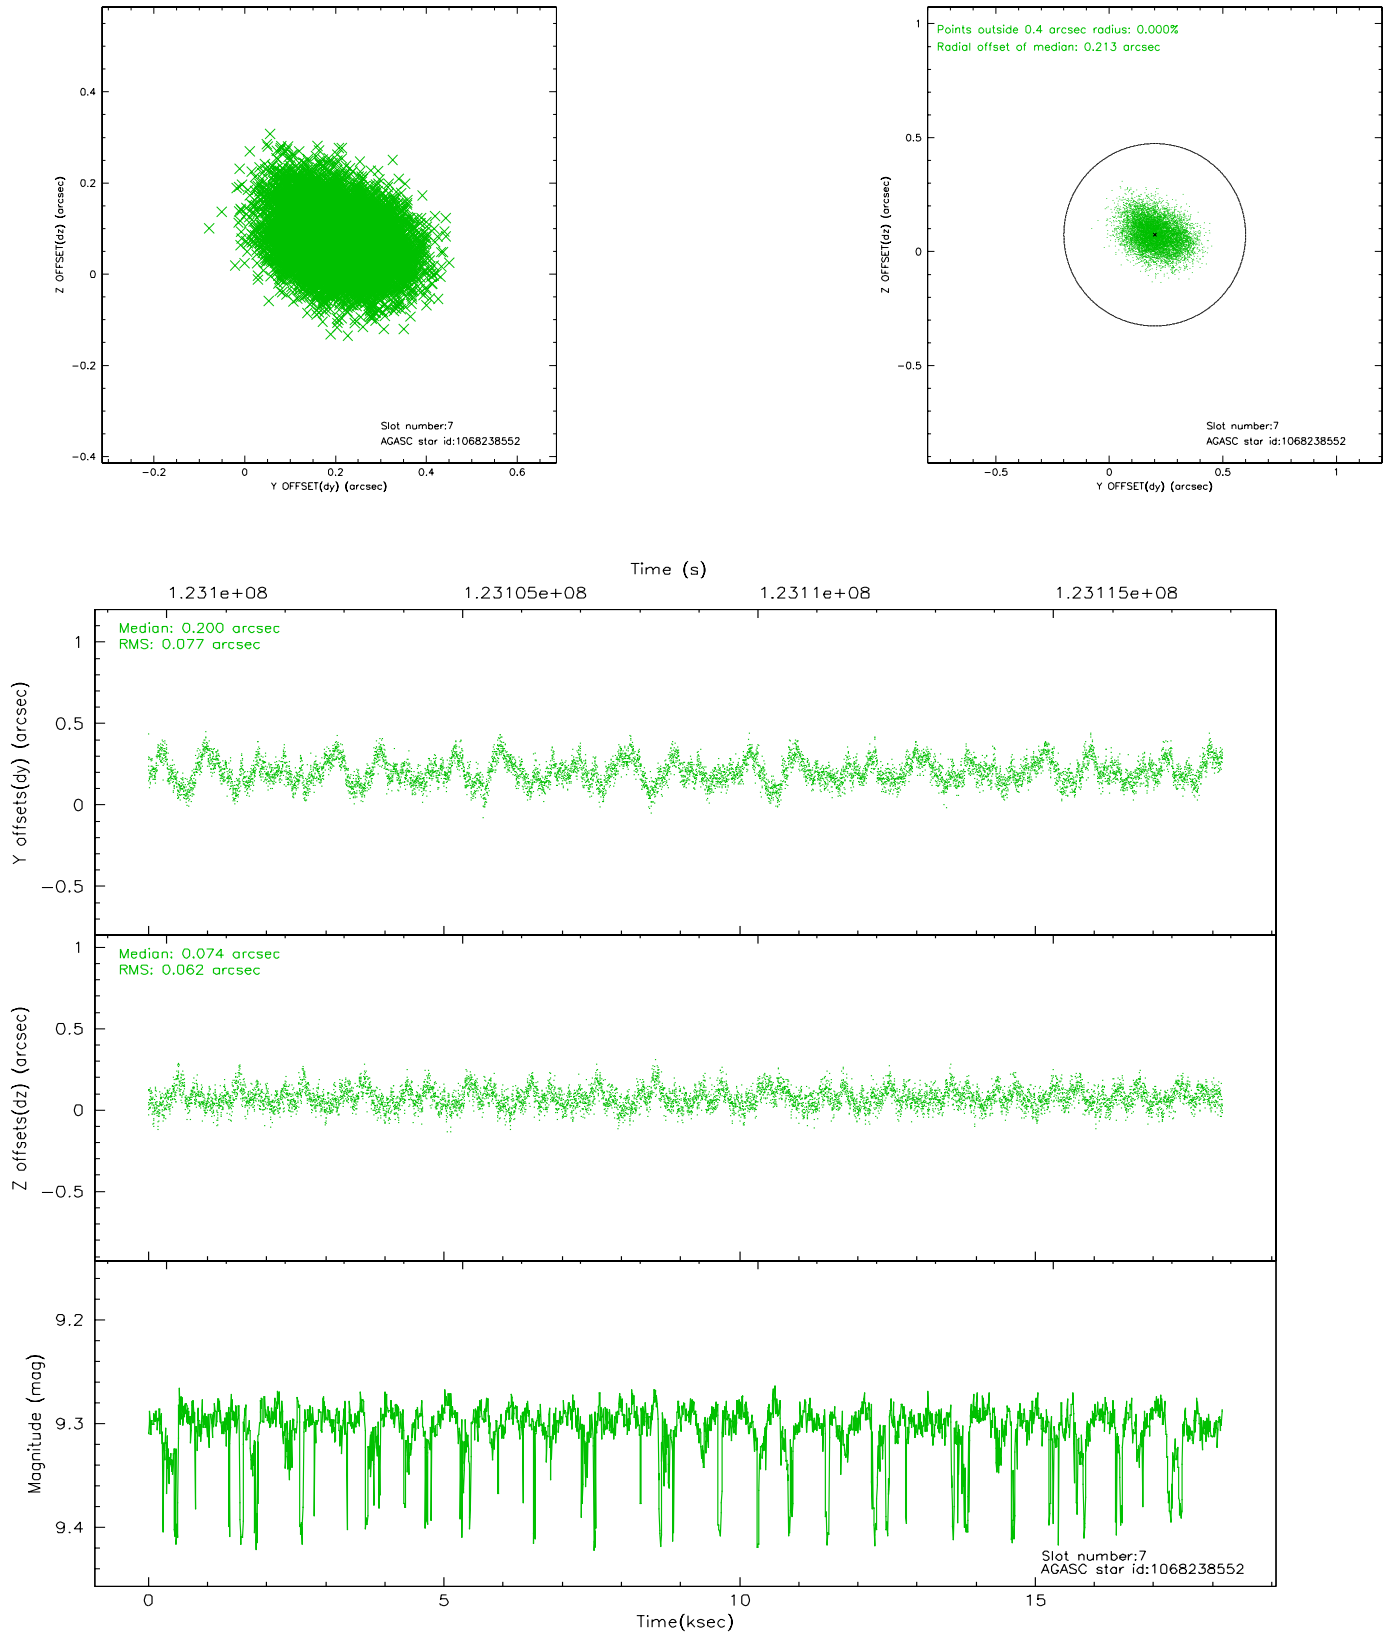 0.4
0.2
0
−0.2
−0.4
Z OFFSET(dz) (arcsec)
−0.2
0
0.2
0.4
0.6
Y OFFSET(dy) (arcsec)
Slot number:7
AGASC star id:1068238552
Points outside 0.4 arcsec radius: 0.000%
Radial offset of median: 0.213 arcsec
1
0.5
0
−0.5
Z OFFSET(dz) (arcsec)
−0.5
0
0.5
1
Y OFFSET(dy) (arcsec)
Slot number:7
AGASC star id:1068238552
Time (s)
1.231e+08
1.23105e+08
1.2311e+08
1.23115e+08
Median: 0.200 arcsec
RMS: 0.077 arcsec
1
0.5
0
−0.5
Y offsets(dy) (arcsec)
Median: 0.074 arcsec
RMS: 0.062 arcsec
1
0.5
0
−0.5
Z offsets(dz) (arcsec)
9.2
9.3
9.4
Magnitude (mag)
Slot number:7
AGASC star id:1068238552
0
5
10
15
Time(ksec)